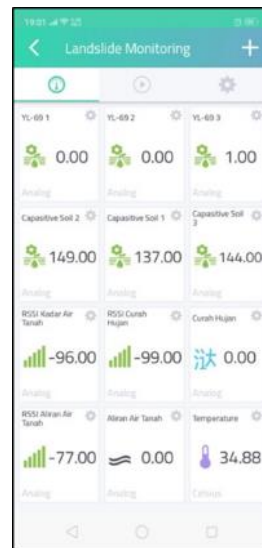 19:01
Landslide Monitoring
YL-69 1
YL-69 2
YL-69 3
0.00
0.00
1.00
Analog
Analog
Analog
Capasitive Soil 2
Capasitive Soil 1
Capasitive Soil 3
149.00
137.00
144.00
Analog
Analog
Analog
RSSI Kadar Air Tanah
RSSI Curah Hujan
Curah Hujan
-96.00
-99.00
0.00
Analog
Analog
Analog
RSSI Aliran Air Tanah
Aliran Air Tanah
Temperature
-77.00
0.00
34.88
Analog
Analog
Celsius